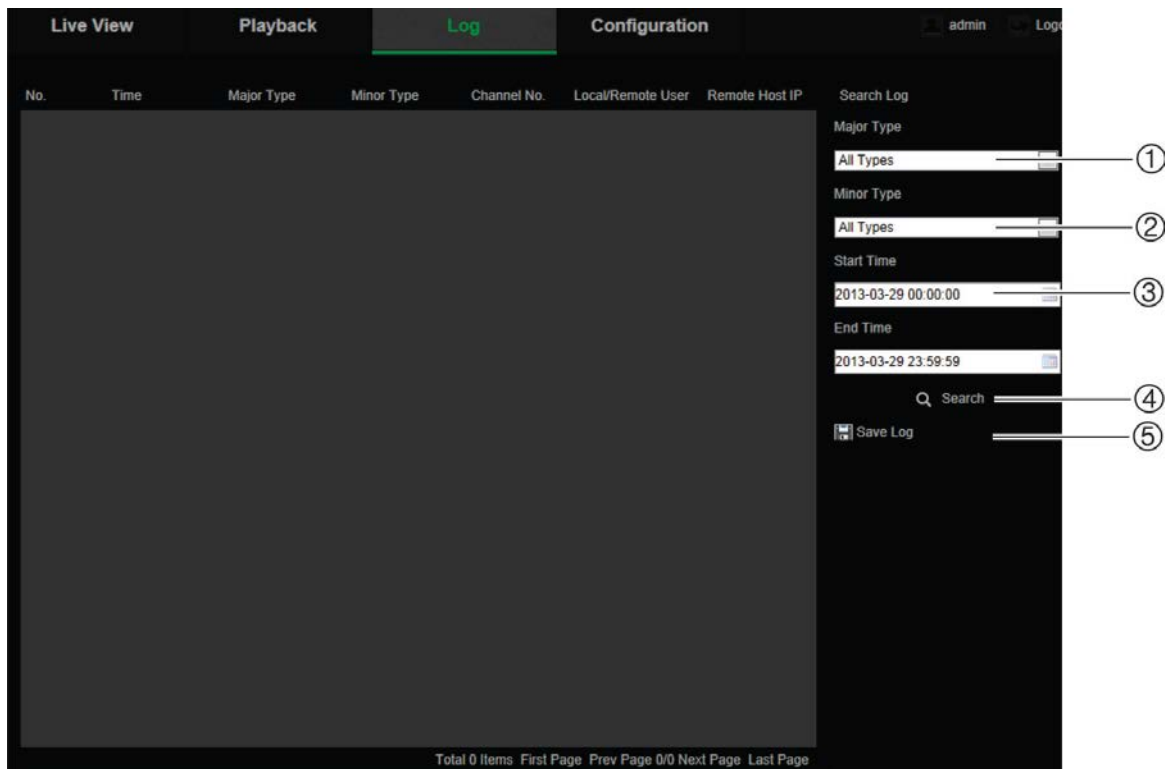 Live View Playback Log Configuration admin
No. Time Major Type Minor Type Channel No. Local/Remote User Remote Host IP Search Log
Major Type
All Types ①
Minor Type
All Types ②
Start Time
2013-03-29 00:00:00 ③
End Time
2013-03-29 23:59:59
Search ④
Save Log ⑤
Total 0 Items First Page Prev Page 0/0 Next Page Last Page